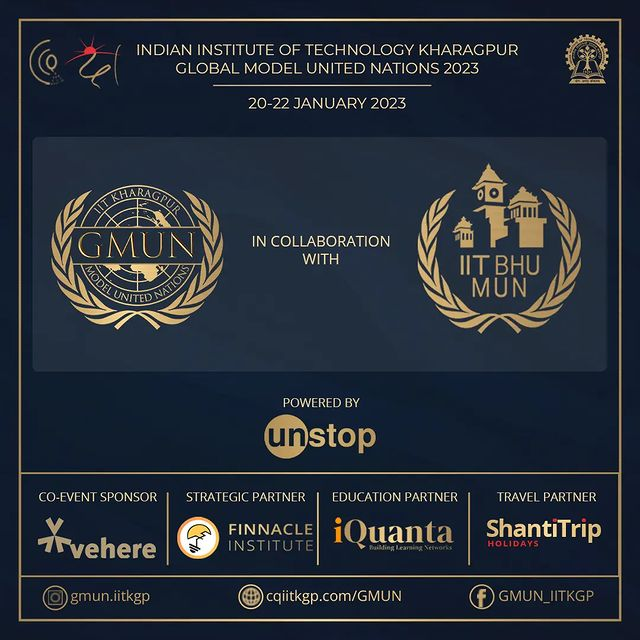 INDIAN INSTITUTE OF TECHNOLOGY KHARAGPUR
GLOBAL MODEL UNITED NATIONS 2023
20-22 JANUARY 2023
IIT KHARAGPUR
GMUN
MODEL UNITED NATIONS
IN COLLABORATION
WITH
IIT BHU
MUN
POWERED BY
unstop
CO-EVENT SPONSOR
vehere
STRATEGIC PARTNER
FINNACLE
INSTITUTE
EDUCATION PARTNER
iQuanta
Building Learning Networks
TRAVEL PARTNER
ShantiTrip
HOLIDAYS
gmun.iitkgp
cqiitkgp.com/GMUN
GMUN_IITKGP